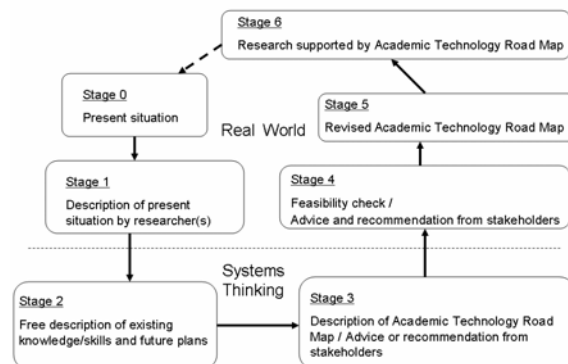 Stage 6
Research supported by Academic Technology Road Map
Stage 0
Present situation
Real World
Stage 5
Revised Academic Technology Road Map
Stage 1
Description of present
situation by researcher(s)
Stage 4
Feasibility check /
Advice and recommendation from stakeholders
Systems
Thinking
Stage 2
Free description of existing
knowledge/skills and future plans
Stage 3
Description of Academic Technology Road
Map / Advice or recommendation from
stakeholders